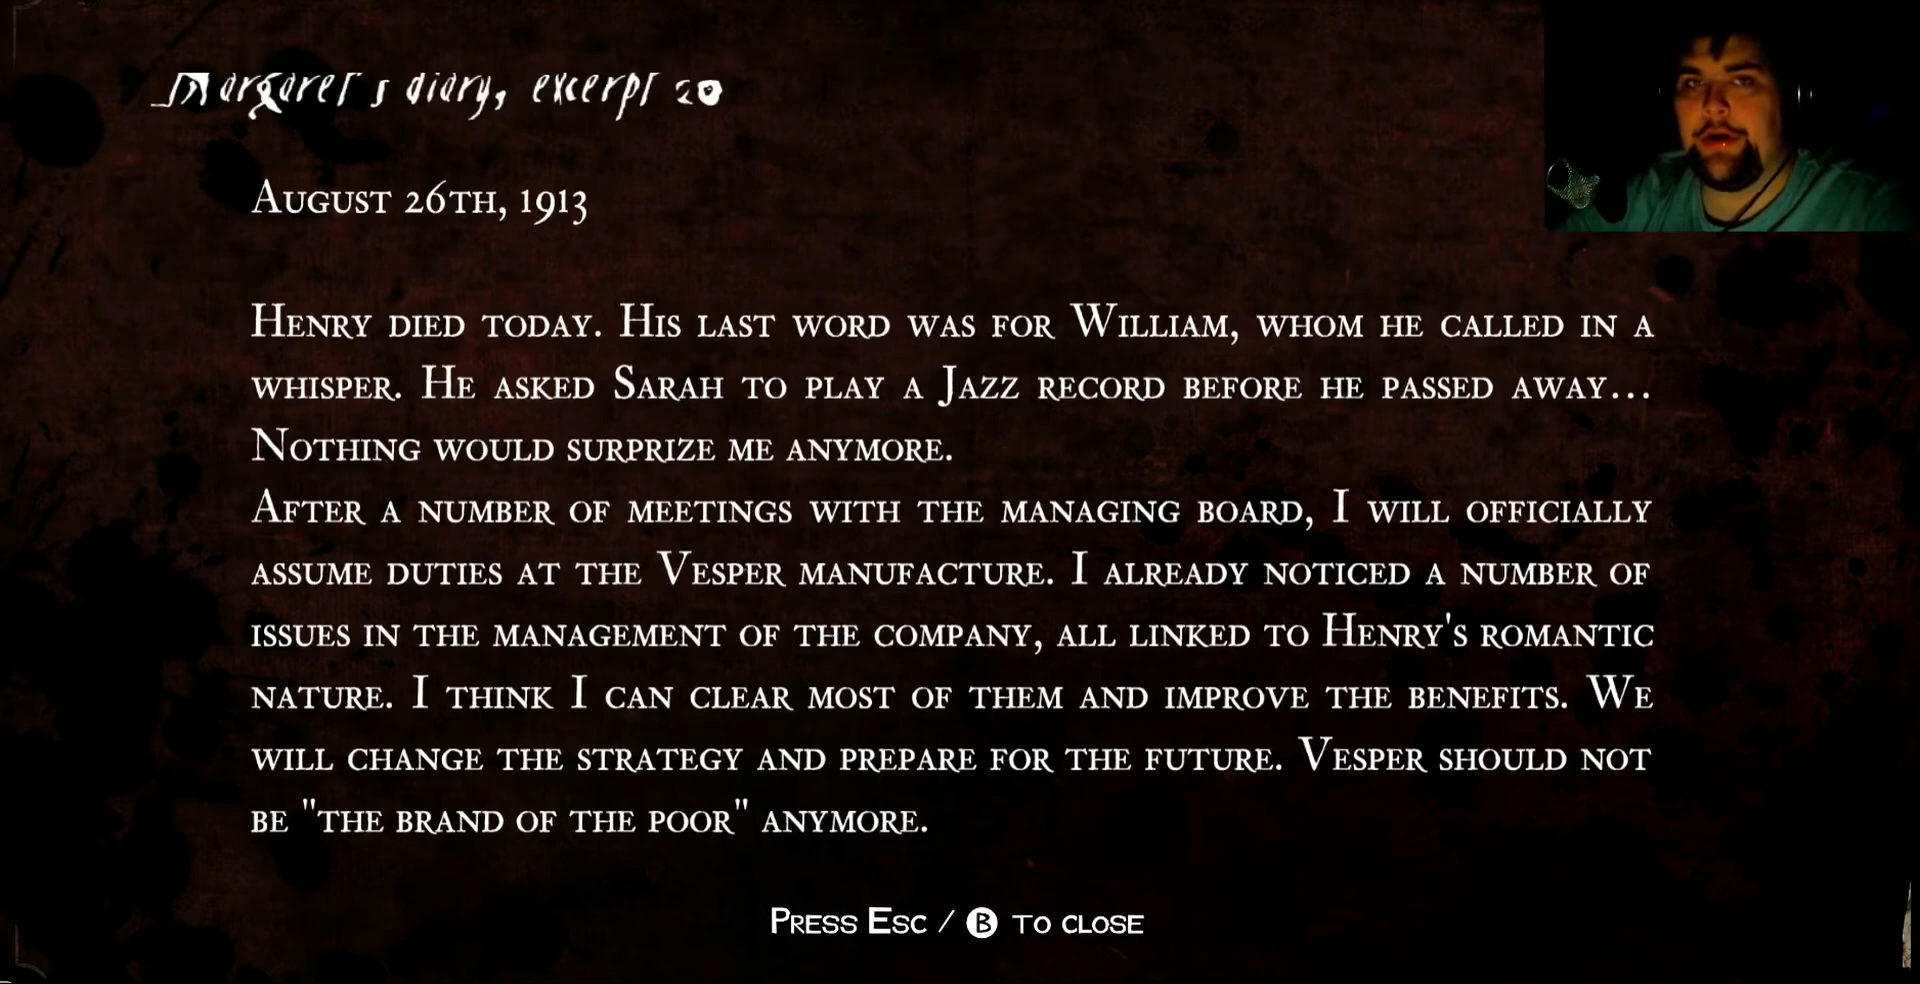 Margaret's diary, excerpt 20
August 26th, 1913
Henry died today. His last word was for William, whom he called in a
whisper. He asked Sarah to play a Jazz record before he passed away...
Nothing would surprize me anymore.
After a number of meetings with the managing board, I will officially
assume duties at the Vesper manufacture. I already noticed a number of
issues in the management of the company, all linked to Henry's romantic
nature. I think I can clear most of them and improve the benefits. We
will change the strategy and prepare for the future. Vesper should not
be "the brand of the poor" anymore.
Press Esc / B to close